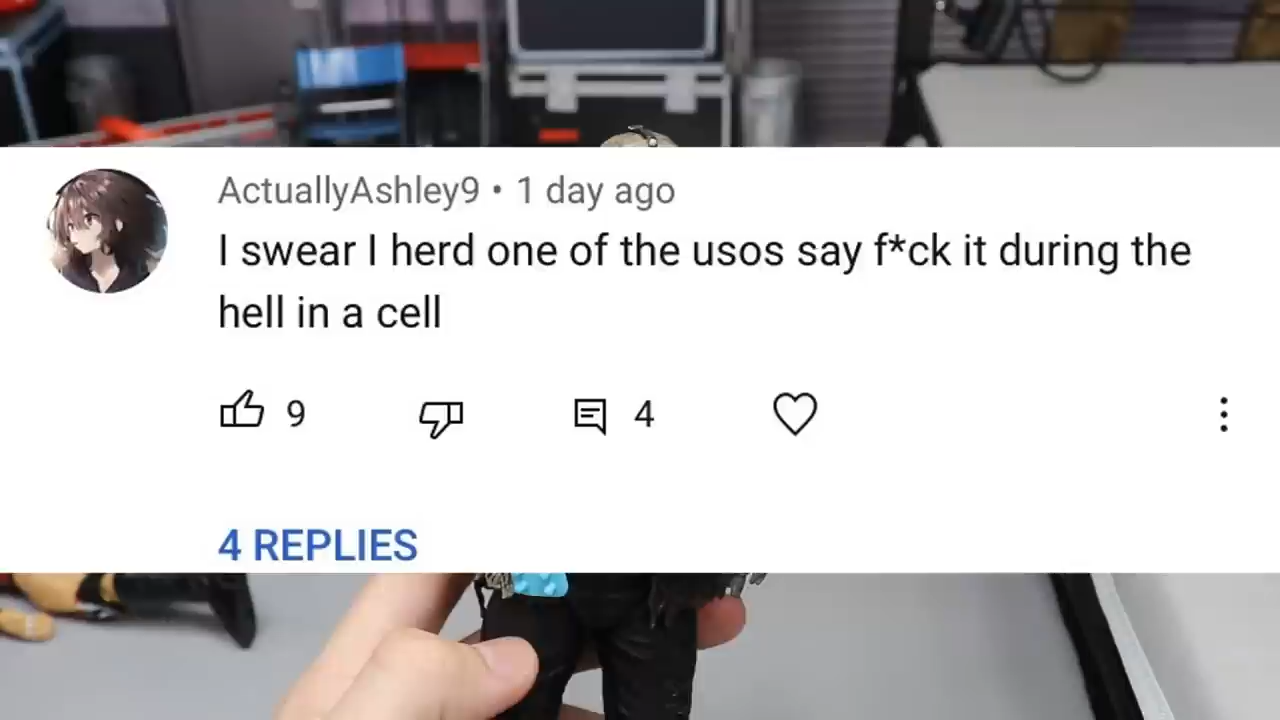 ActuallyAshley9 • 1 day ago
I swear I herd one of the usos say f*ck it during the
hell in a cell
9
4
4 REPLIES